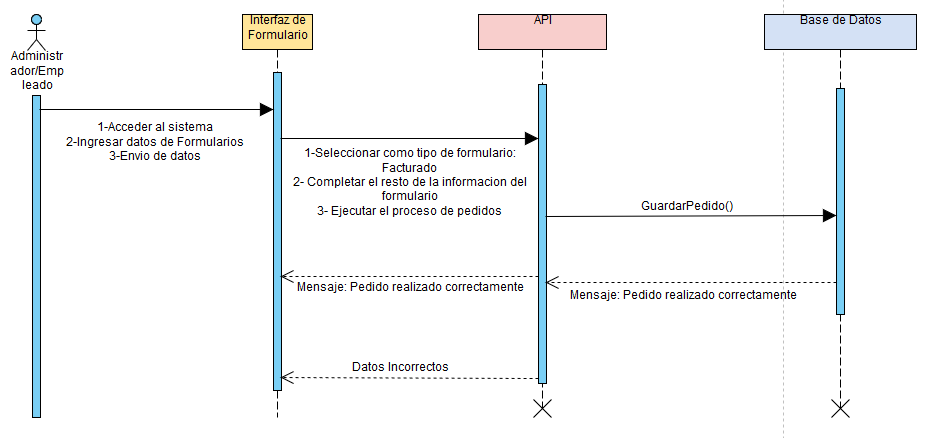 Interfaz de
Formulario
API
Base de Datos
Administr
ador/Emp
leado
1-Acceder al sistema
2-Ingresar datos de Formularios
3-Envio de datos
1-Seleccionar como tipo de formulario:
Facturado
2- Completar el resto de la informacion del
formulario
3- Ejecutar el proceso de pedidos
GuardarPedido()
Mensaje: Pedido realizado correctamente
Mensaje: Pedido realizado correctamente
Datos Incorrectos